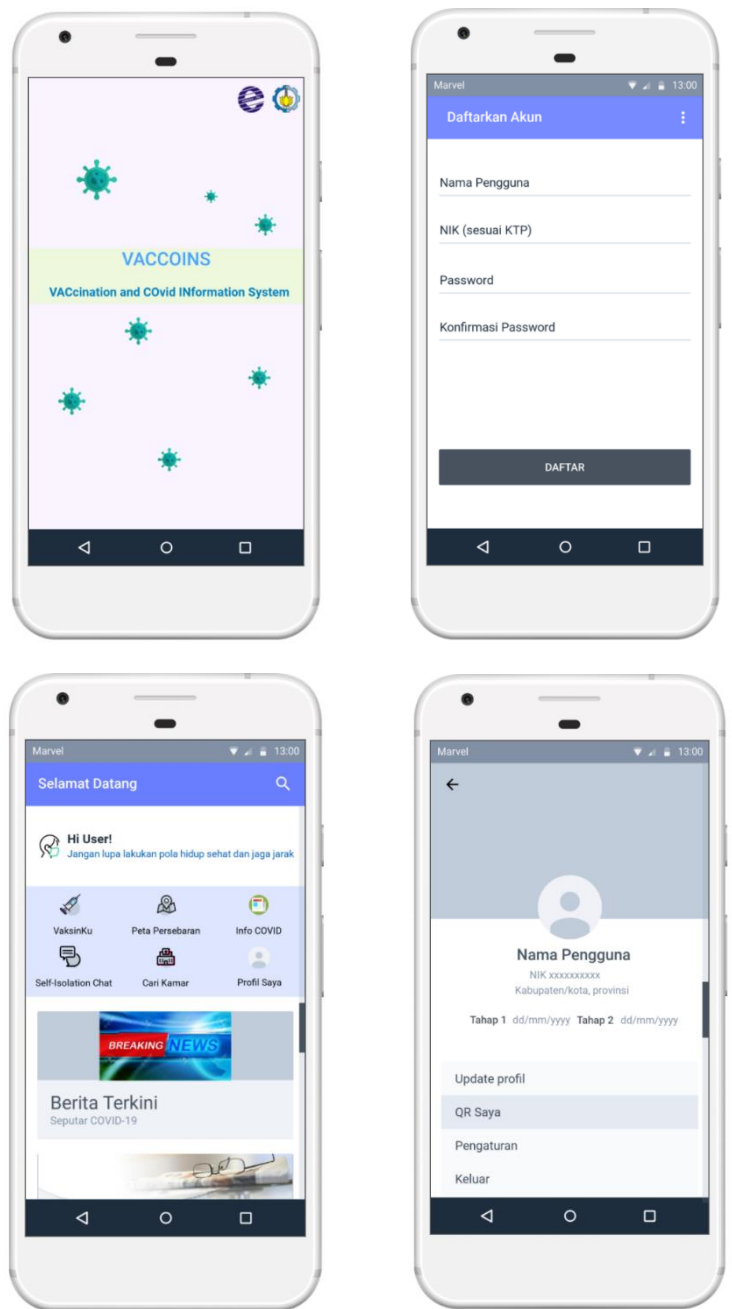 VACCOINS
VACcination and COvid INformation System
Marvel 13:00
Daftarkan Akun
Nama Pengguna
NIK (sesuai KTP)
Password
Konfirmasi Password
DAFTAR
Marvel 13:00
Selamat Datang
Hi User!
Jangan lupa lakukan pola hidup sehat dan jaga jarak
VaksinKu Peta Persebaran Info COVID
Self-Isolation Chat Cari Kamar Profil Saya
BREAKING NEWS
Berita Terkini
Seputar COVID-19
Marvel 13:00
Nama Pengguna
NIK xxxxxxxxxx
Kabupaten/kota, provinsi
Tahap 1 dd/mm/yyyy Tahap 2 dd/mm/yyyy
Update profil
QR Saya
Pengaturan
Keluar